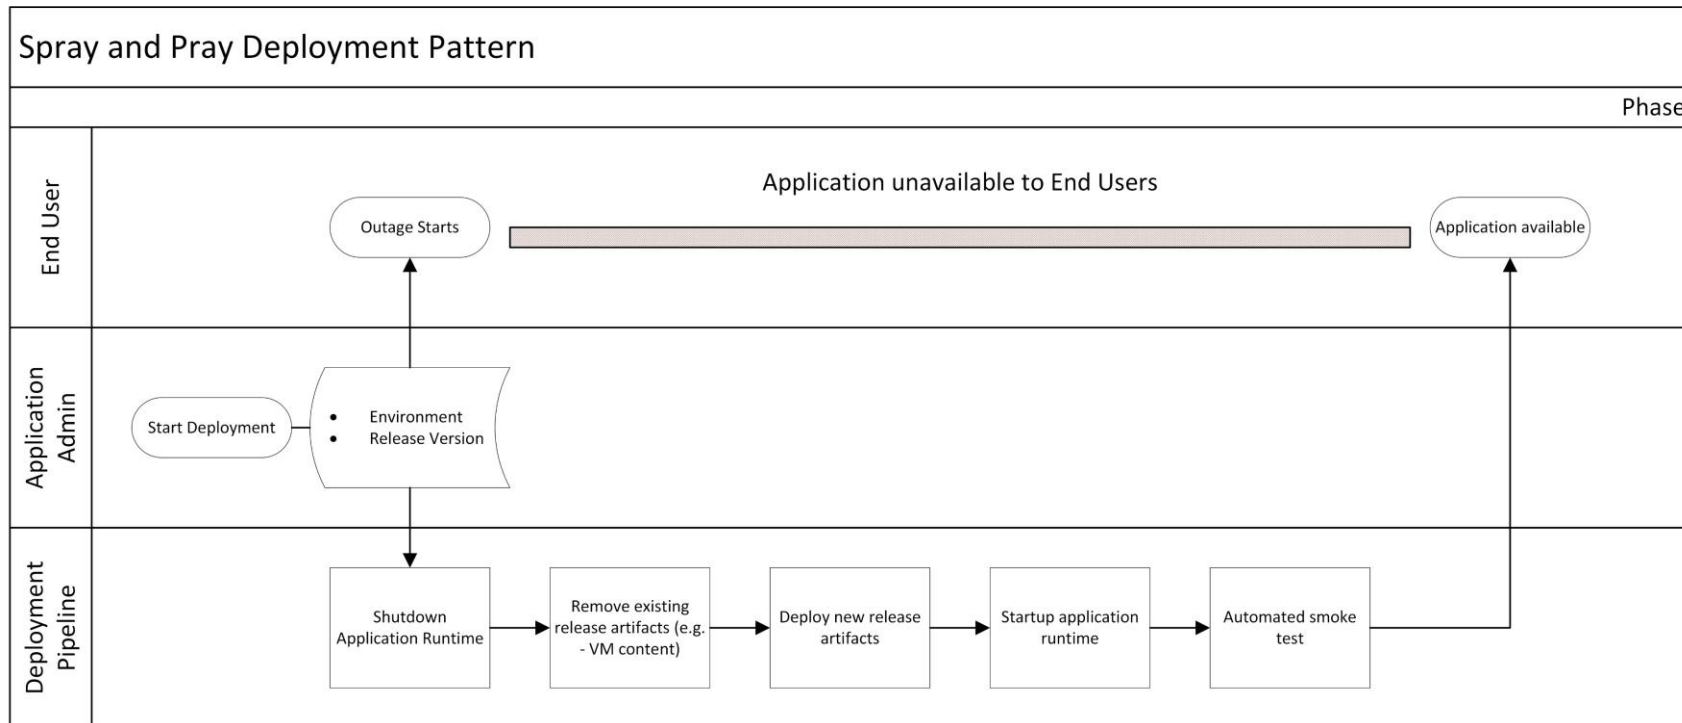 Spray and Pray Deployment Pattern
Phase
End User
Outage Starts
Application unavailable to End Users
Application available
Application
Admin
Start Deployment
• Environment
• Release Version
Deployment
Pipeline
Shutdown
Application Runtime
Remove existing
release artifacts (e.g.
- VM content)
Deploy new release
artifacts
Startup application
runtime
Automated smoke
test